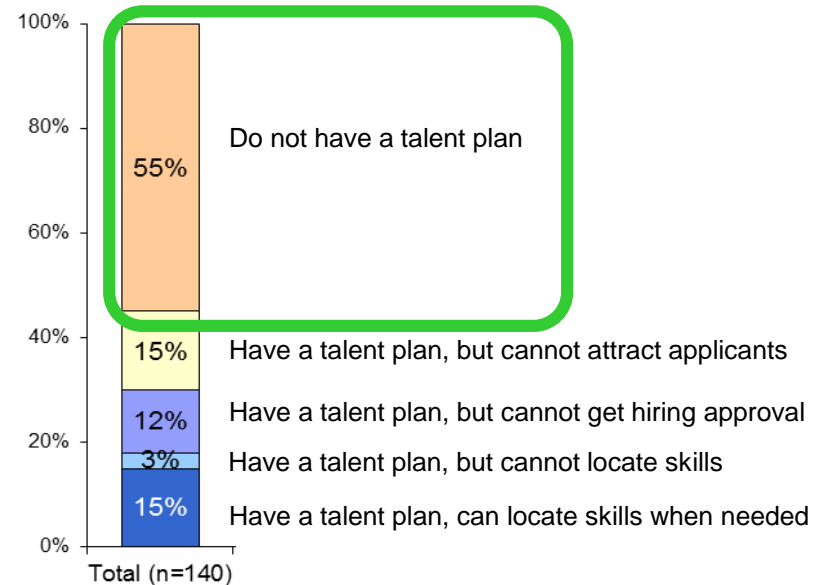 100%
80%
60%
40%
20%
0%
55%
Do not have a talent plan
15%
Have a talent plan, but cannot attract applicants
12%
Have a talent plan, but cannot get hiring approval
3%
Have a talent plan, but cannot locate skills
15%
Have a talent plan, can locate skills when needed
Total (n=140)